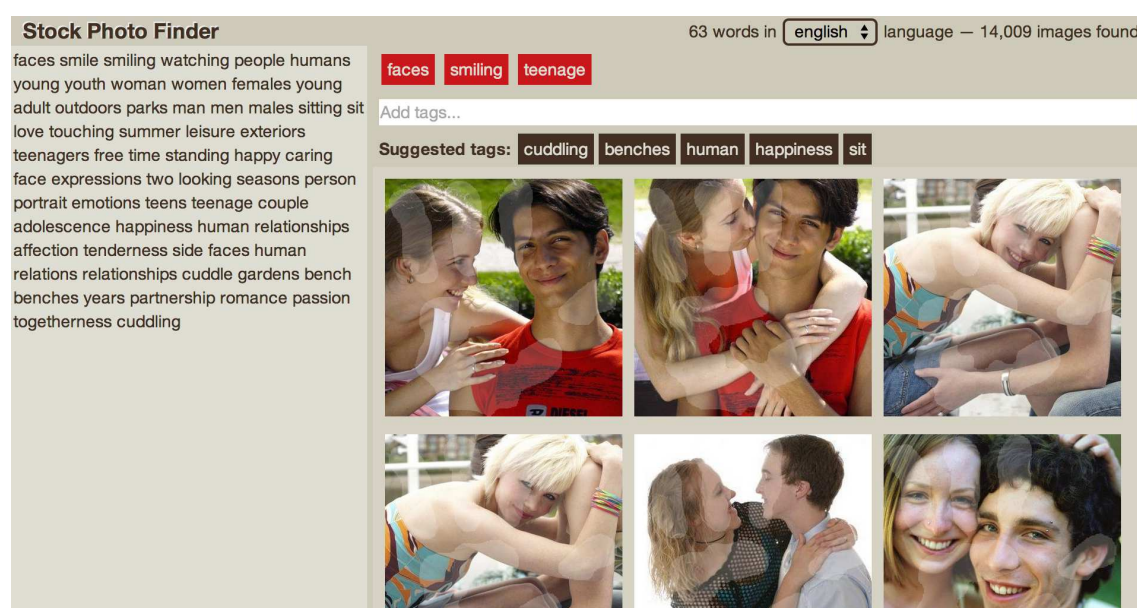 Stock Photo Finder
63 words in english language — 14,009 images found
faces smile smiling watching people humans
young youth woman women females young
adult outdoors parks man men males sitting sit
love touching summer leisure exteriors
teenagers free time standing happy caring
face expressions two looking seasons person
portrait emotions teens teenage couple
adolescence happiness human relationships
affection tenderness side faces human
relations relationships cuddle gardens bench
benches years partnership romance passion
togetherness cuddling
faces smiling teenage
Add tags...
Suggested tags: cuddling benches human happiness sit
DIESEL